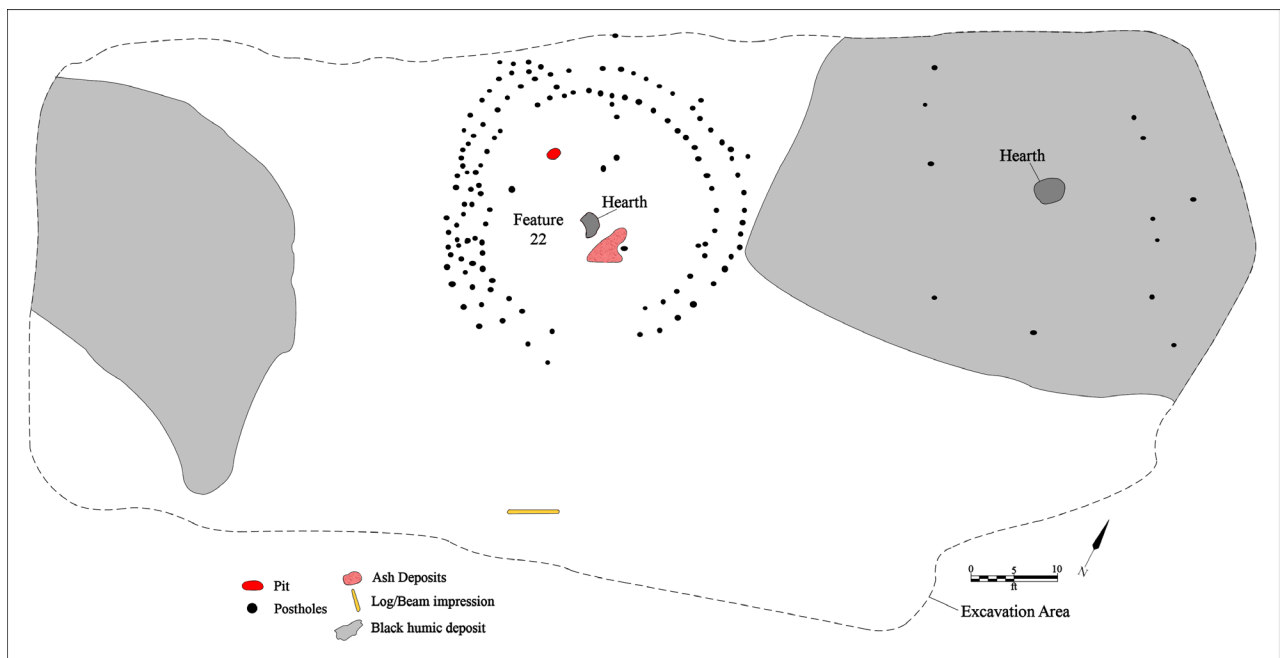 Hearth
Hearth
Feature
22
Pit
Postholes
Ash Deposits
Log/Beam impression
Black humic deposit
0 5 10
ft
N
Excavation Area